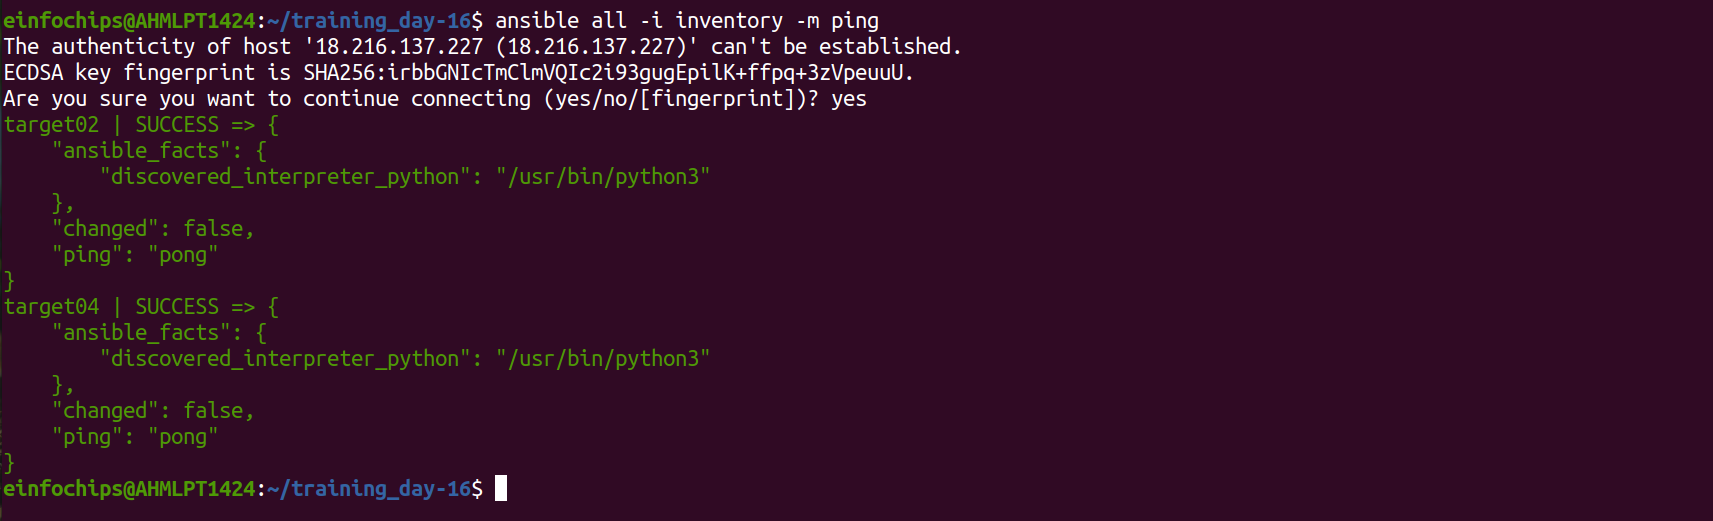 einfochips@AHMLPT1424:~/training_day-16$ ansible all -i inventory -m ping
The authenticity of host '18.216.137.227 (18.216.137.227)' can't be established.
ECDSA key fingerprint is SHA256:irbbGNIcTmClmVQIc2i93gugEpilK+ffpq+3zVpeuuU.
Are you sure you want to continue connecting (yes/no/[fingerprint])? yes
target02 | SUCCESS => {
    "ansible_facts": {
        "discovered_interpreter_python": "/usr/bin/python3"
    },
    "changed": false,
    "ping": "pong"
}
target04 | SUCCESS => {
    "ansible_facts": {
        "discovered_interpreter_python": "/usr/bin/python3"
    },
    "changed": false,
    "ping": "pong"
}
einfochips@AHMLPT1424:~/training_day-16$